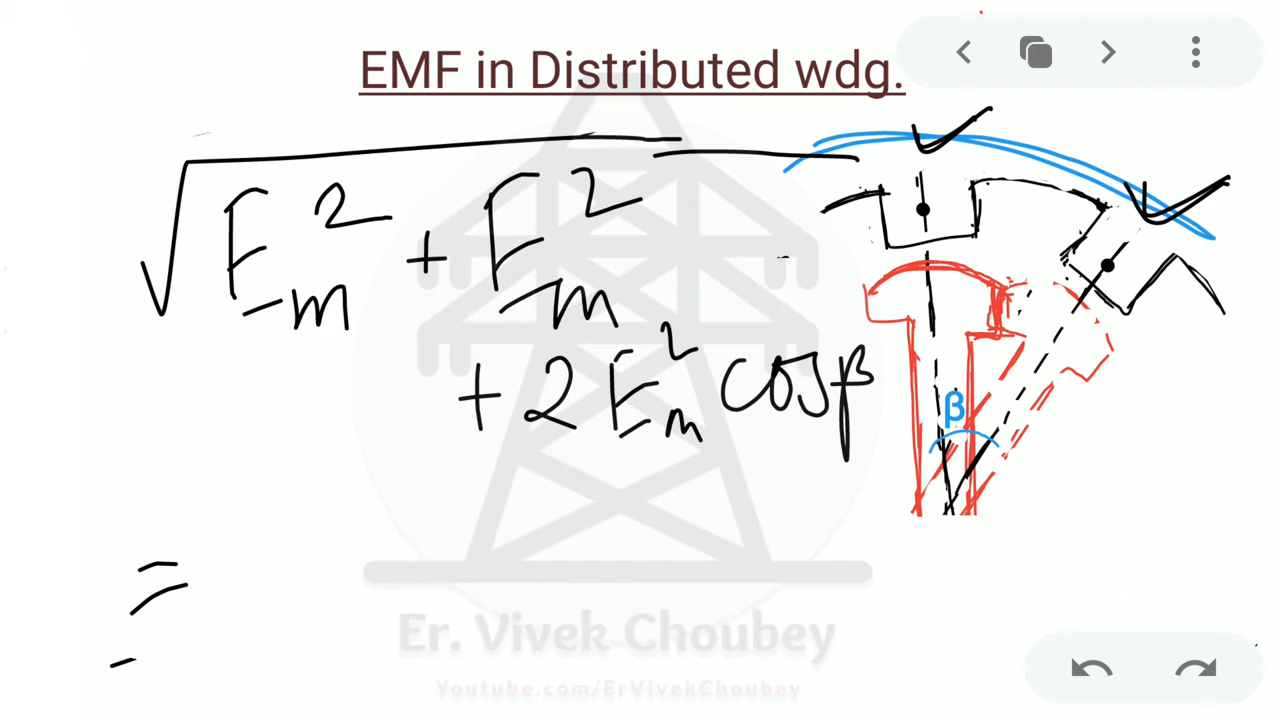 EMF in Distributed wdg.
√ Em² + Em²
+ 2 Em² cosβ
β
=
Er. Vivek Choubey
Youtube.com/ErVivekChoubey